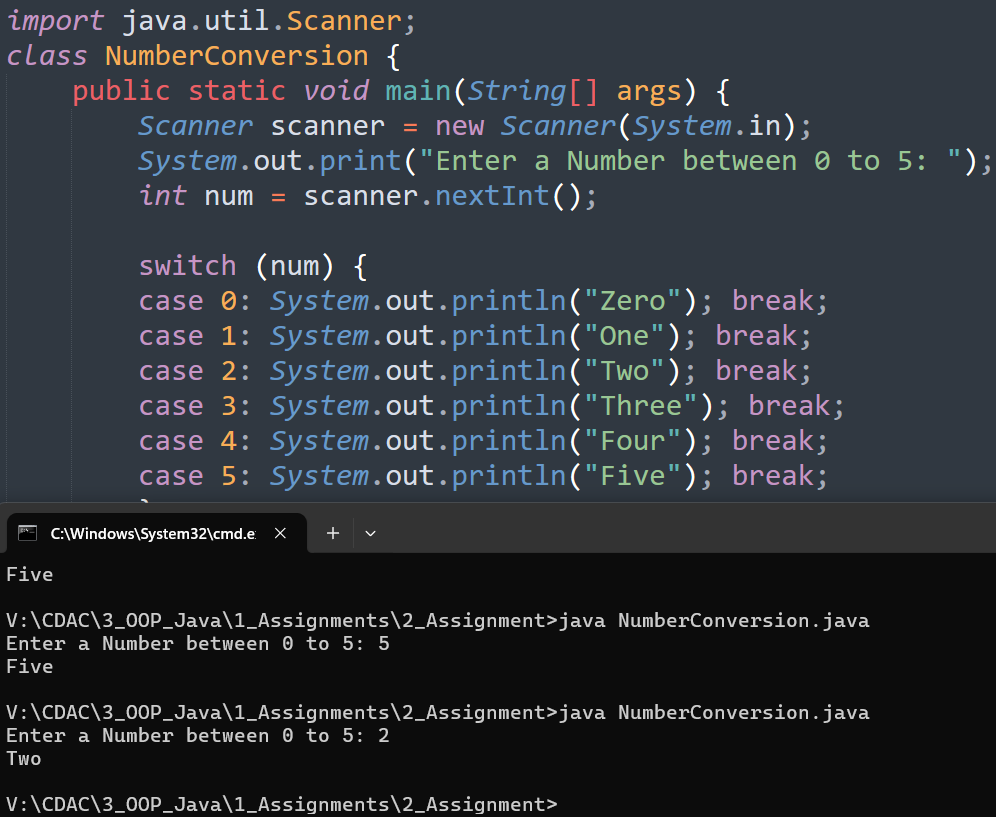 import java.util.Scanner;
class NumberConversion {
    public static void main(String[] args) {
        Scanner scanner = new Scanner(System.in);
        System.out.print("Enter a Number between 0 to 5: ");
        int num = scanner.nextInt();

        switch (num) {
        case 0: System.out.println("Zero"); break;
        case 1: System.out.println("One"); break;
        case 2: System.out.println("Two"); break;
        case 3: System.out.println("Three"); break;
        case 4: System.out.println("Four"); break;
        case 5: System.out.println("Five"); break;
C:\Windows\System32\cmd.e
Five

V:\CDAC\3_OOP_Java\1_Assignments\2_Assignment>java NumberConversion.java
Enter a Number between 0 to 5: 5
Five

V:\CDAC\3_OOP_Java\1_Assignments\2_Assignment>java NumberConversion.java
Enter a Number between 0 to 5: 2
Two

V:\CDAC\3_OOP_Java\1_Assignments\2_Assignment>